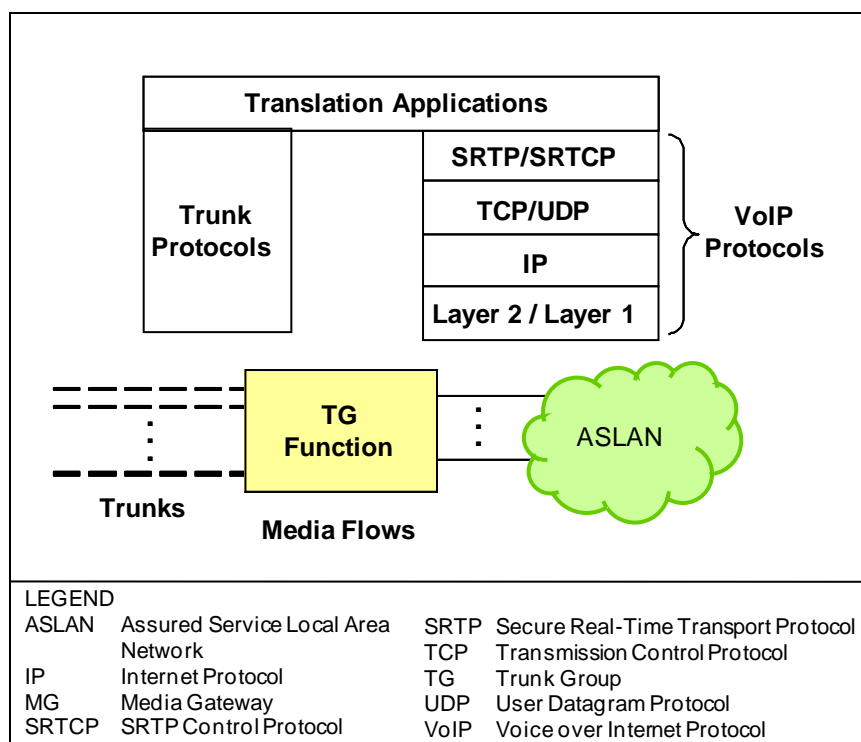 Translation Applications
Trunk
Protocols
SRTP/SRTCP
TCP/UDP
IP
Layer 2 / Layer 1
VoIP
Protocols
TG
Function
ASLAN
Trunks
Media Flows
LEGEND
ASLAN Assured Service Local Area
Network
IP Internet Protocol
MG Media Gateway
SRTCP SRTP Control Protocol
SRTP Secure Real-Time Transport Protocol
TCP Transmission Control Protocol
TG Trunk Group
UDP User Datagram Protocol
VoIP Voice over Internet Protocol